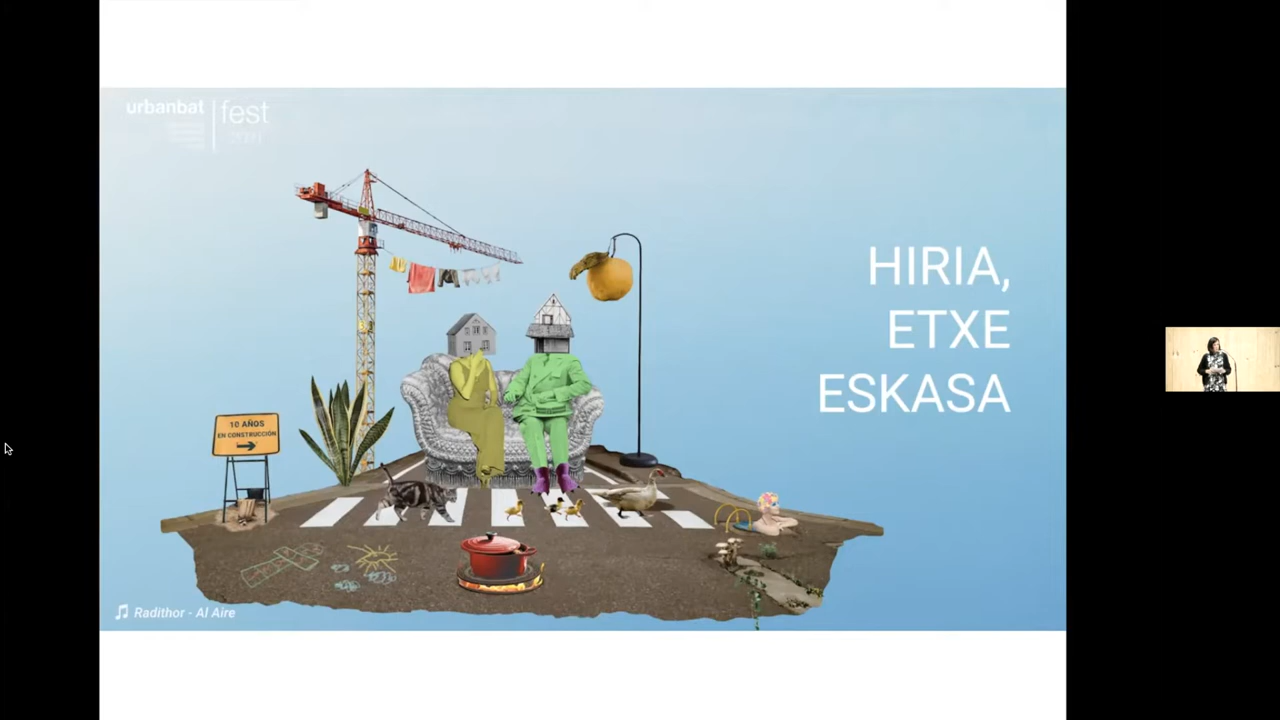 urbanbat
fest
HIRIA,
ETXE
ESKASA
10 AÑOS
EN CONSTRUCCIÓN
Radithor - Al Aire